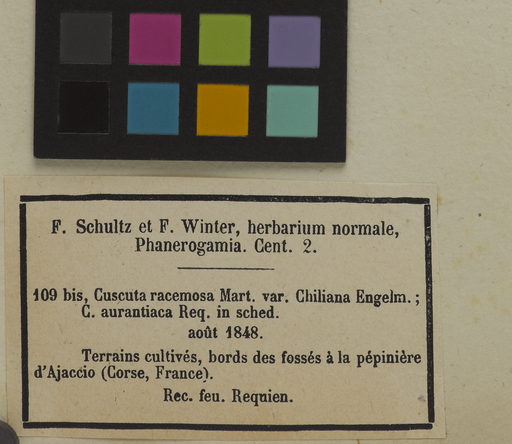 F. Schultz et F. Winter, herbarium normale,
Phanerogamia. Cent. 2.
109 bis, Cuscuta racemosa Mart. var. Chiliana Engelm. ;
C. aurantiaca Req. in sched.
août 1848.
Terrains cultivés, bords des fossés à la pépinière
d'Ajaccio (Corse, France).
Rec. feu. Requien.